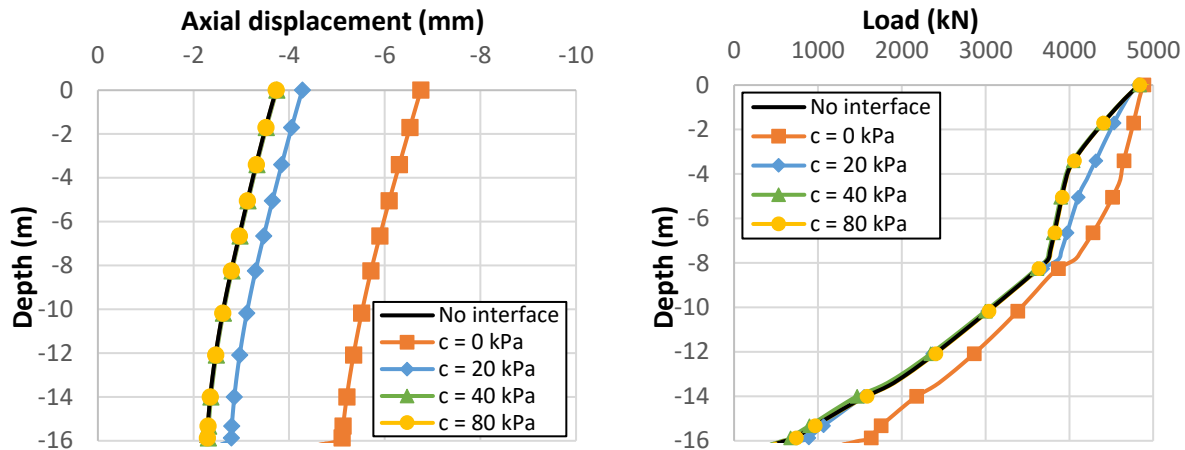 Axial displacement (mm)
0 -2 -4 -6 -8 -10
0
-2
-4
-6
-8
-10
-12
-14
-16
Depth (m)
No interface
c = 0 kPa
c = 20 kPa
c = 40 kPa
c = 80 kPa
Load (kN)
0 1000 2000 3000 4000 5000
0
-2
-4
-6
-8
-10
-12
-14
-16
Depth (m)
No interface
c = 0 kPa
c = 20 kPa
c = 40 kPa
c = 80 kPa